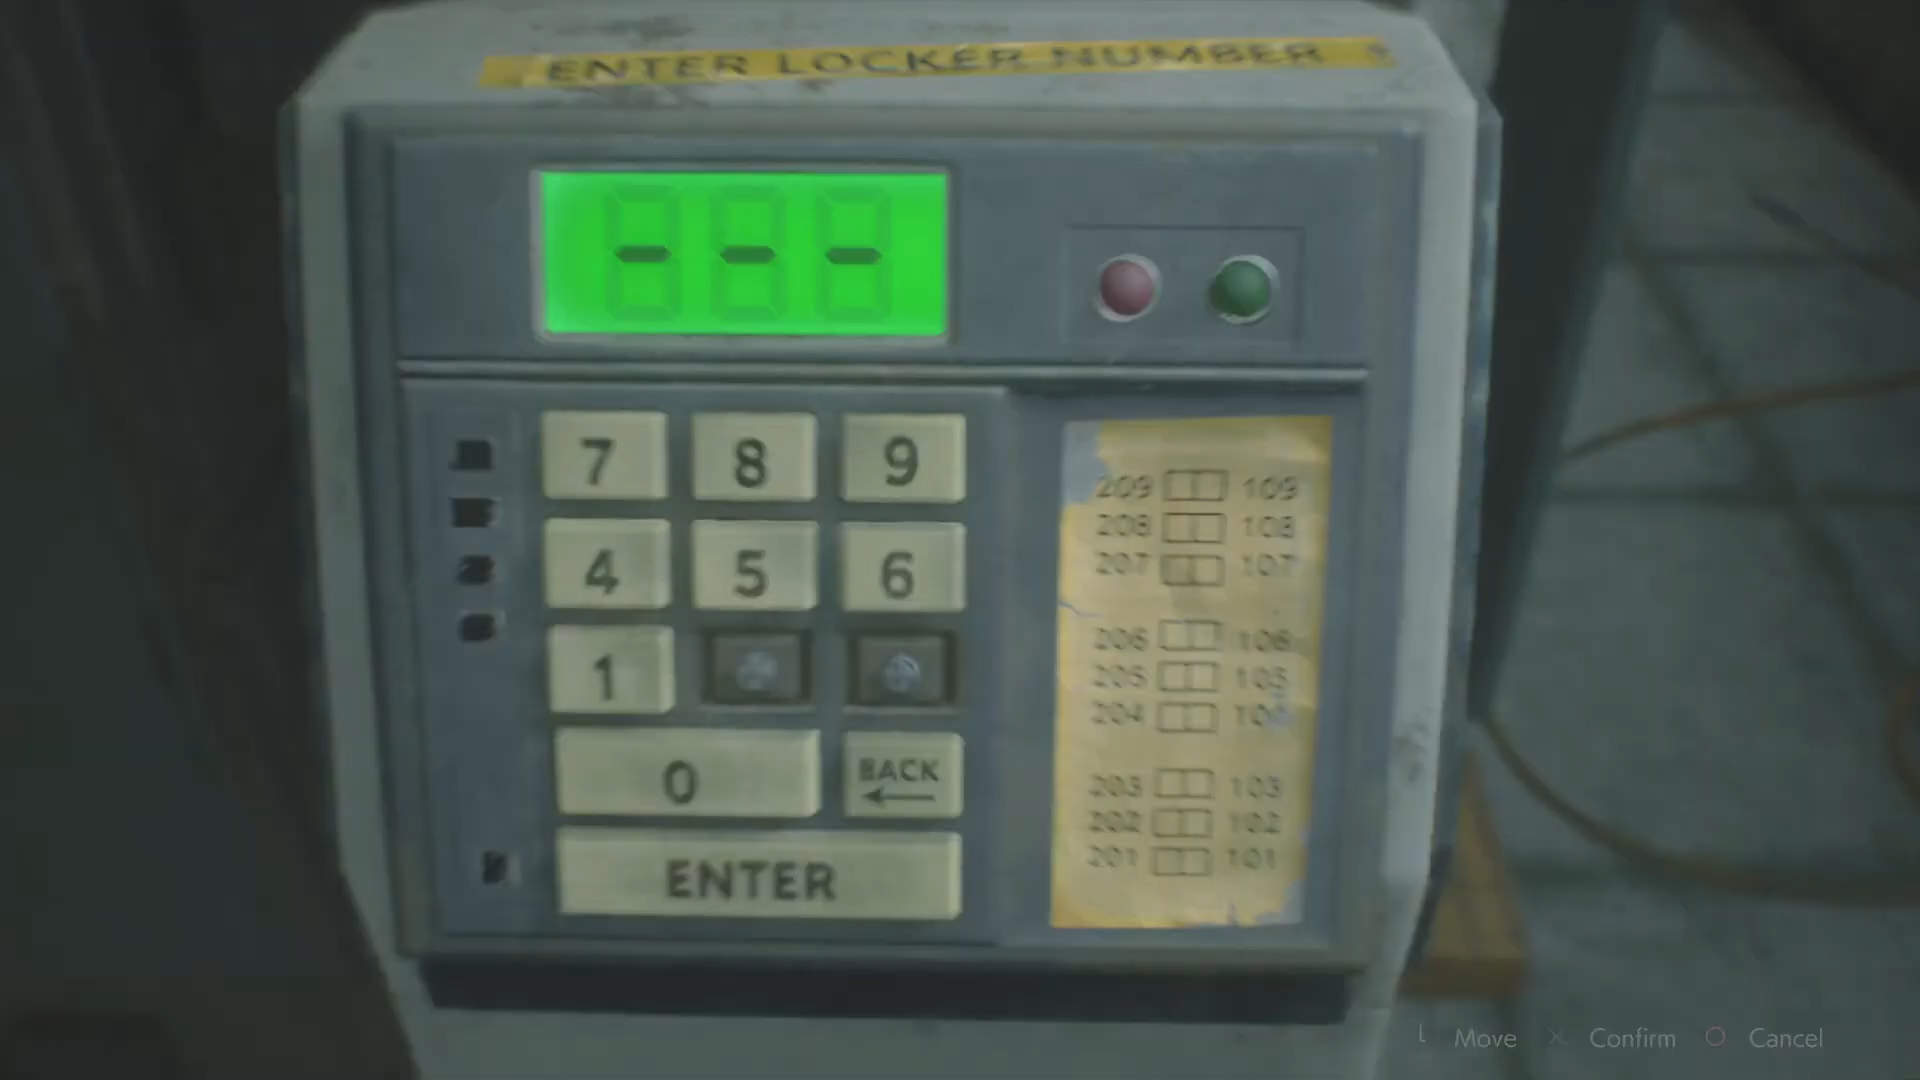 ENTER LOCKER NUMBER
- - -
7 8 9
4 5 6
1
0 BACK
ENTER
209 109
208 108
207 107
206 106
205 105
204
203 103
202 102
201 101
L Move X Confirm O Cancel